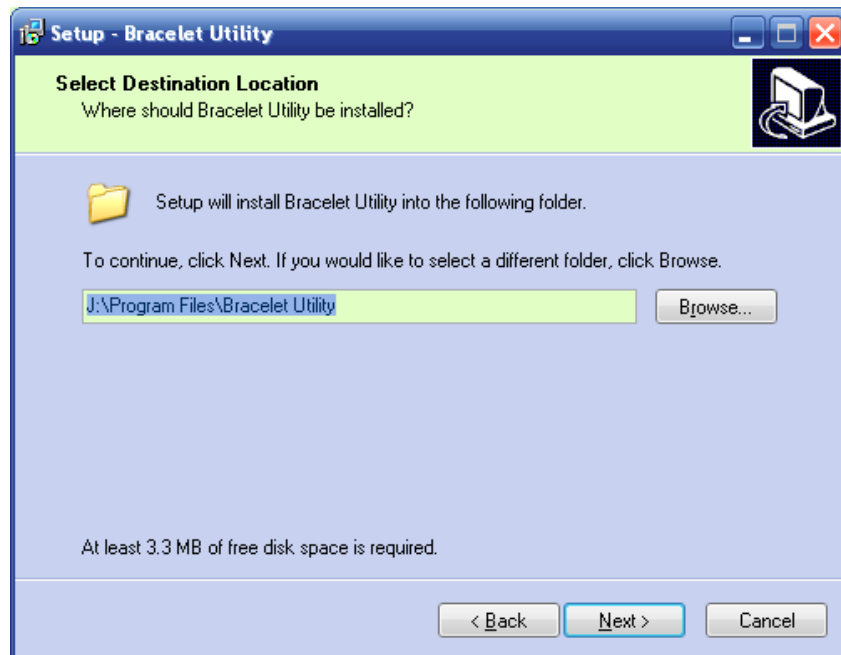 Setup - Bracelet Utility
Select Destination Location
Where should Bracelet Utility be installed?
Setup will install Bracelet Utility into the following folder.
To continue, click Next. If you would like to select a different folder, click Browse.
J:\Program Files\Bracelet Utility
Browse...
At least 3.3 MB of free disk space is required.
< Back
Next >
Cancel